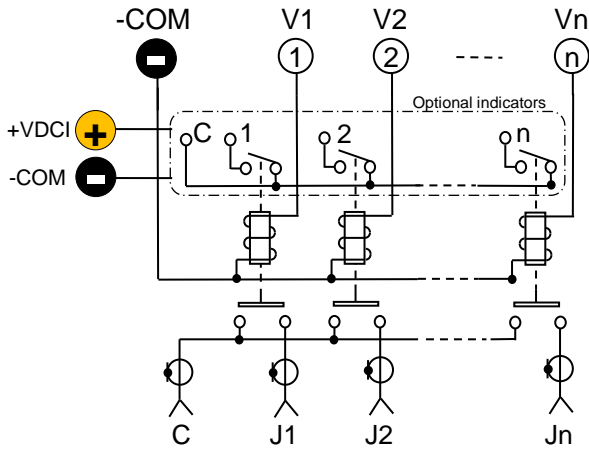 -COM V1 V2 Vn
1 2 n
Optional indicators
+VDCI + C 1 2 n
-COM -
C J1 J2 Jn